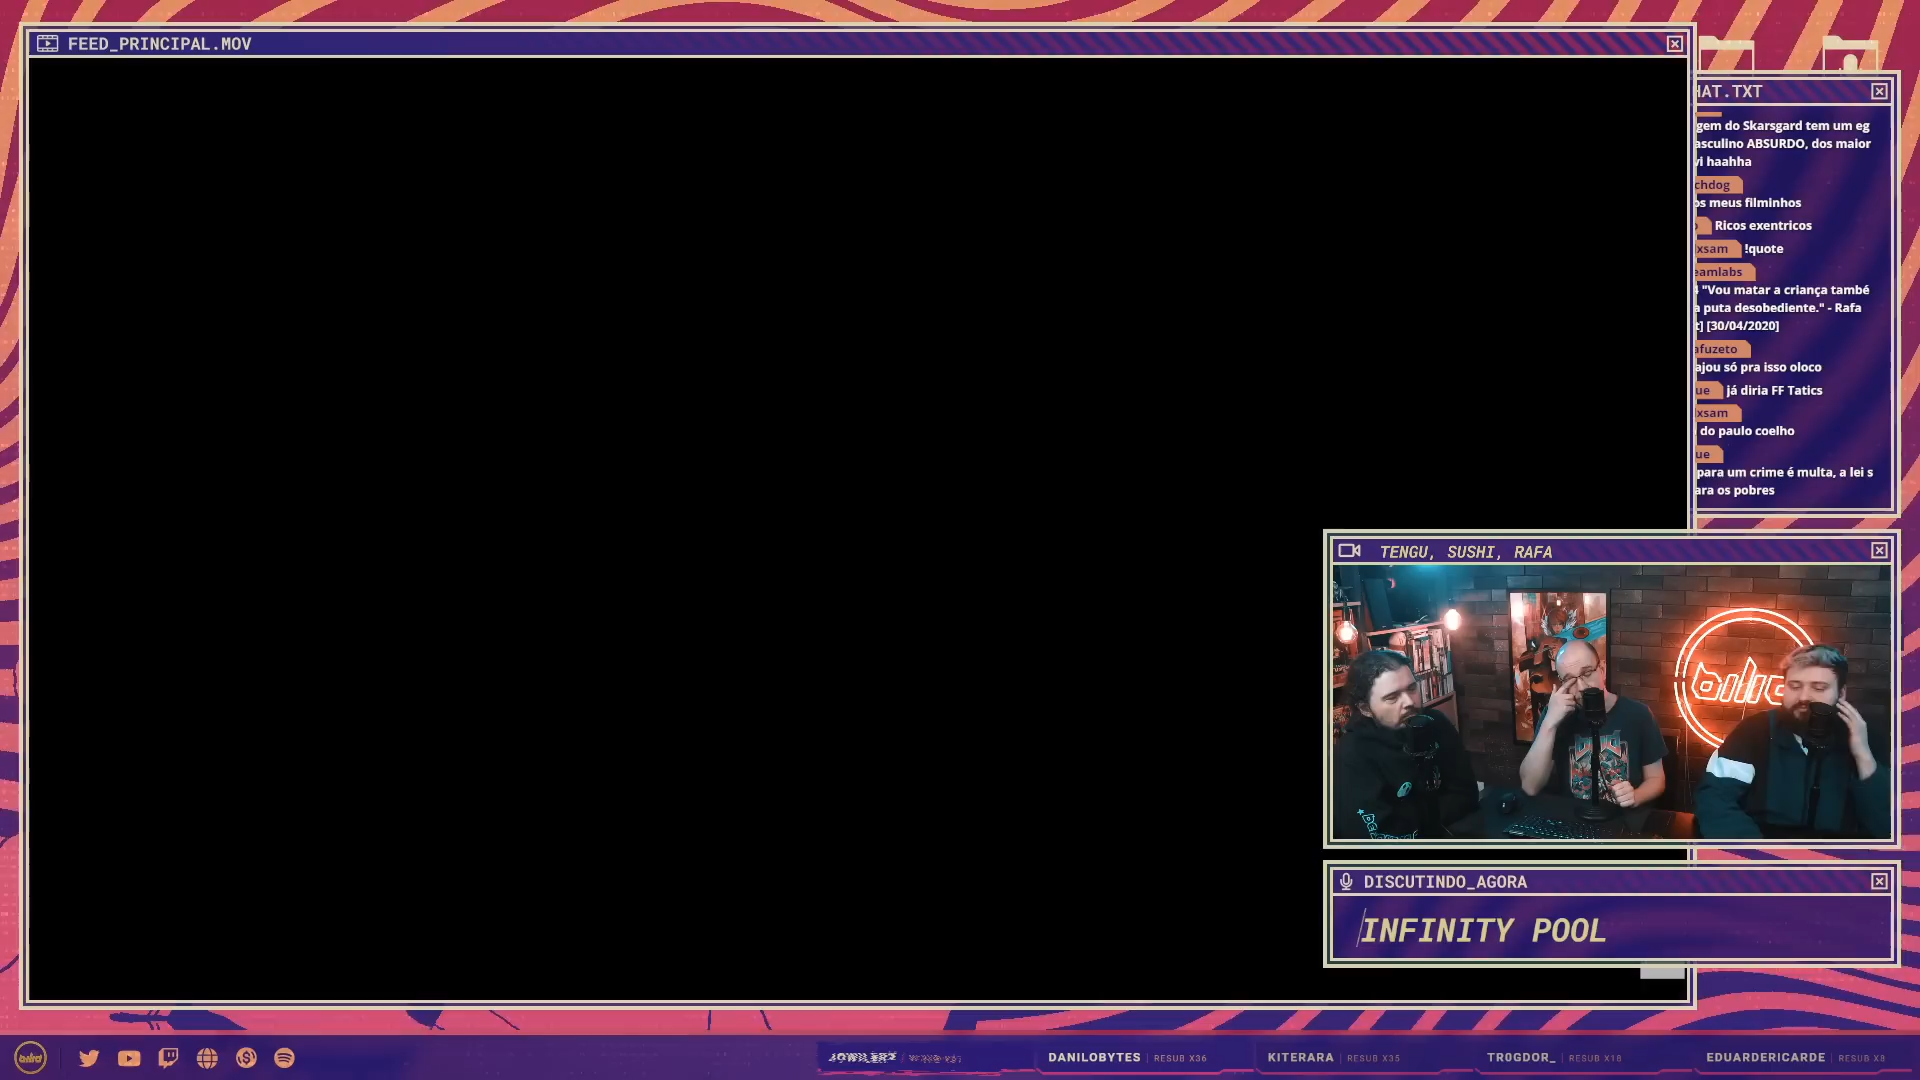 FEED_PRINCIPAL.MOV
HAT.TXT
gem do Skarsgard tem um eg
asculino ABSURDO, dos maior
vi haahha
chdog
os meus filminhos
Ricos exentricos
xsam !quote
eamlabs
"Vou matar a criança també
a puta desobediente." - Rafa
t] [30/04/2020]
afuzeto
ajou só pra isso oloco
ue já diria FF Tatics
xsam
do paulo coelho
ue
para um crime é multa, a lei s
ara os pobres
TENGU, SUSHI, RAFA
DISCUTINDO_AGORA
INFINITY POOL
DANILOBYTES RESUB X36
KITERARA RESUB X35
TR0GDOR_ RESUB X18
EDUARDERICARDE RESUB X8